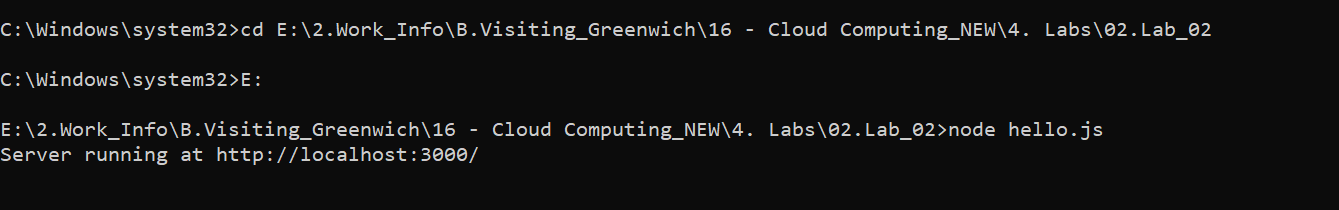 C:\Windows\system32>cd E:\2.Work_Info\B.Visiting_Greenwich\16 - Cloud Computing_NEW\4. Labs\02.Lab_02
C:\Windows\system32>E:
E:\2.Work_Info\B.Visiting_Greenwich\16 - Cloud Computing_NEW\4. Labs\02.Lab_02>node hello.js
Server running at http://localhost:3000/